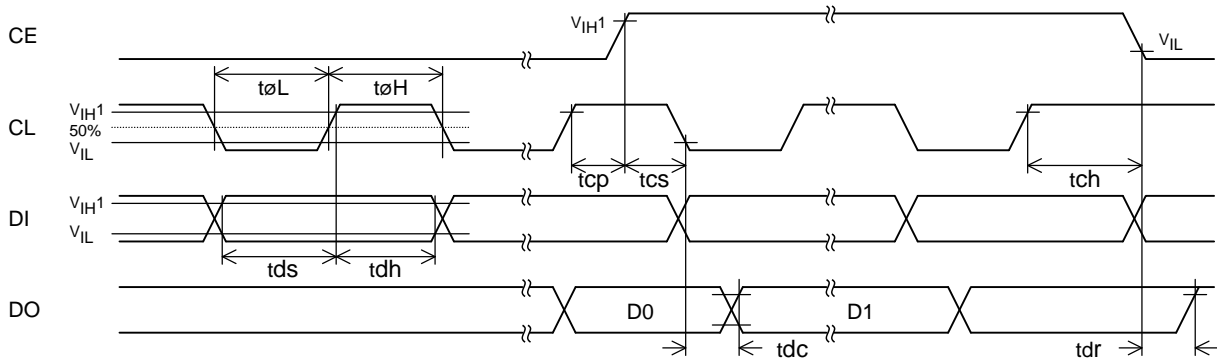 CE
VIH1
VIL
tøL
tøH
CL
VIH1
50%
VIL
tcp
tcs
tch
DI
VIH1
VIL
tds
tdh
DO
D0
D1
tdc
tdr